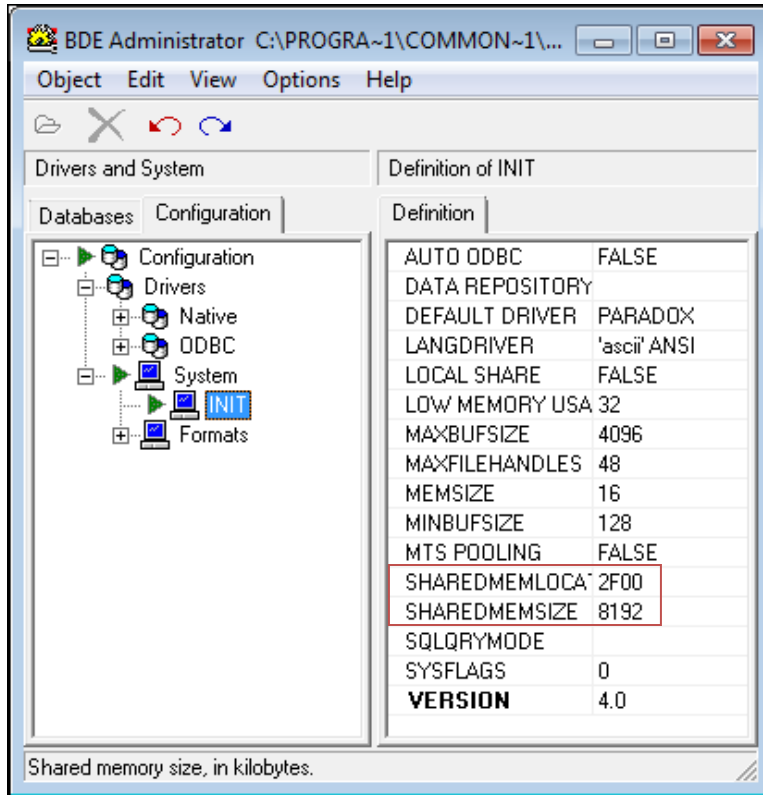 BDE Administrator C:\PROGRA~1\COMMON~1\...
Object Edit View Options Help
Drivers and System
Definition of INIT
Databases Configuration
Definition
Configuration
Drivers
Native
ODBC
System
INIT
Formats
AUTO ODBC FALSE
DATA REPOSITORY
DEFAULT DRIVER PARADOX
LANGDRIVER 'ascii' ANSI
LOCAL SHARE FALSE
LOW MEMORY USA 32
MAXBUFSIZE 4096
MAXFILEHANDLES 48
MEMSIZE 16
MINBUFSIZE 128
MTS POOLING FALSE
SHAREDMEMLOCAT 2F00
SHAREDMEMSIZE 8192
SQLQRYMODE
SYSFLAGS 0
VERSION 4.0
Shared memory size, in kilobytes.